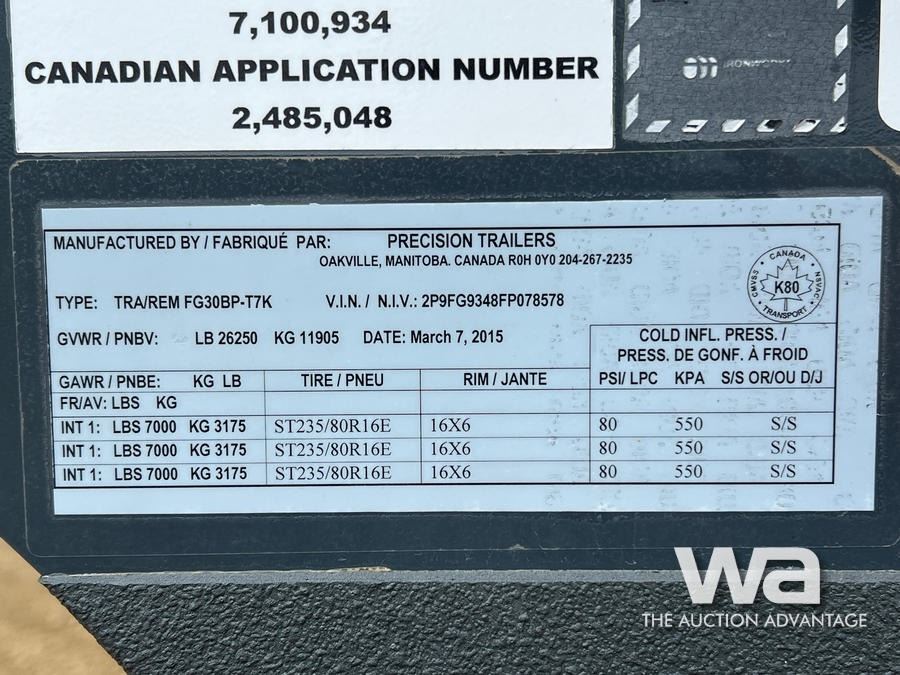 7,100,934
CANADIAN APPLICATION NUMBER
2,485,048
IRONWORKS
MANUFACTURED BY / FABRIQUÉ PAR: PRECISION TRAILERS
OAKVILLE, MANITOBA. CANADA R0H 0Y0 204-267-2235
CANADA
CMVSS
NSVAC
K80
TRANSPORT
TYPE: TRA/REM FG30BP-T7K V.I.N. / N.I.V.: 2P9FG9348FP078578
GVWR / PNBV: LB 26250 KG 11905 DATE: March 7, 2015
COLD INFL. PRESS. /
PRESS. DE GONF. À FROID
GAWR / PNBE: KG LB TIRE / PNEU RIM / JANTE PSI/ LPC KPA S/S OR/OU D/J
FR/AV: LBS KG
INT 1: LBS 7000 KG 3175 ST235/80R16E 16X6 80 550 S/S
INT 1: LBS 7000 KG 3175 ST235/80R16E 16X6 80 550 S/S
INT 1: LBS 7000 KG 3175 ST235/80R16E 16X6 80 550 S/S
wa
THE AUCTION ADVANTAGE